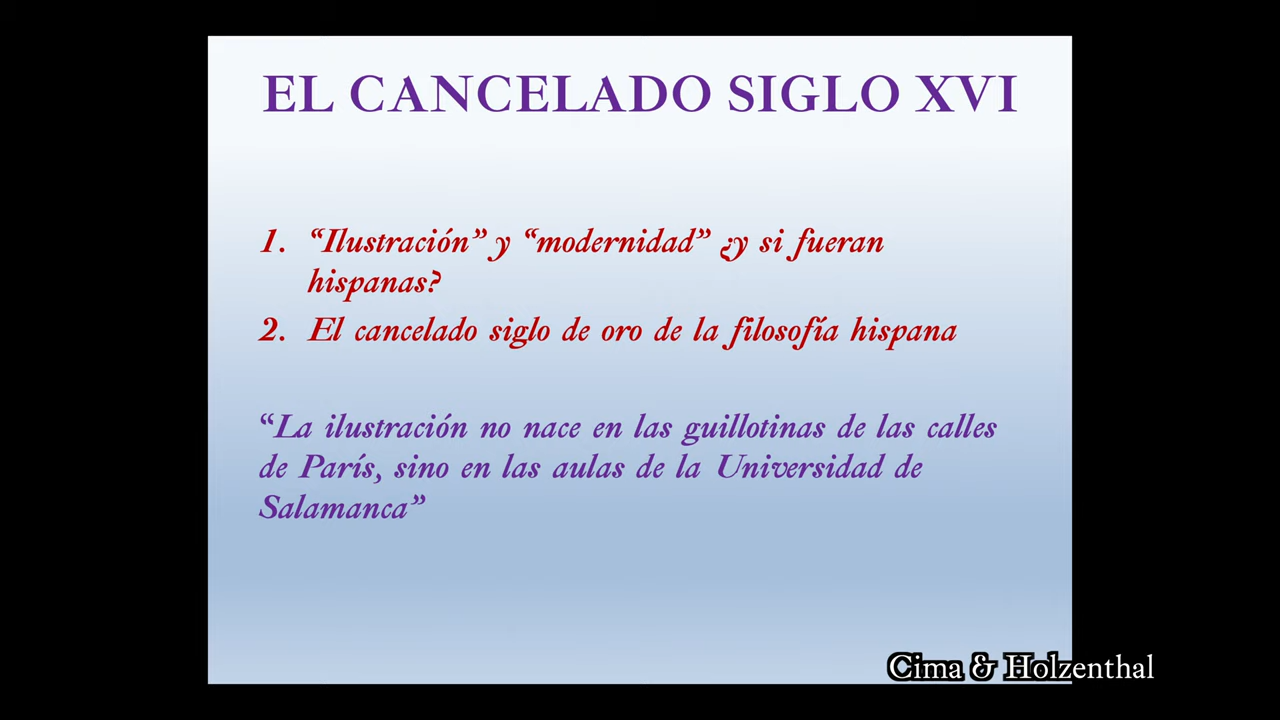 EL CANCELADO SIGLO XVI
1. “Ilustración” y “modernidad” ¿y si fueran
hispanas?
2. El cancelado siglo de oro de la filosofía hispana
“La ilustración no nace en las guillotinas de las calles
de París, sino en las aulas de la Universidad de
Salamanca”
Cima & Holzenthal